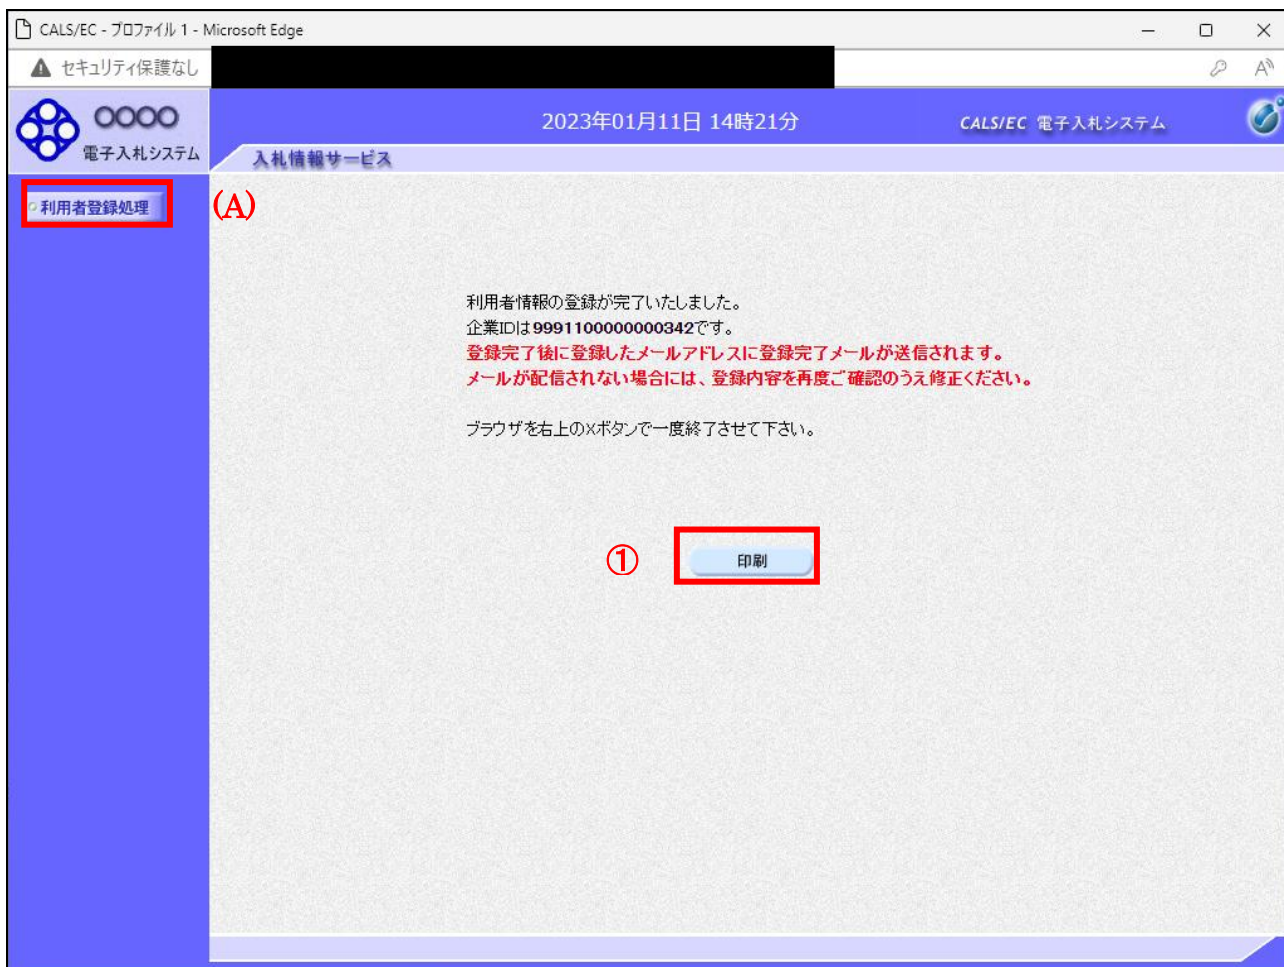 CALS/EC - プロファイル 1 - Microsoft Edge
セキュリティ保護なし
○○○○
電子入札システム
2023年01月11日 14時21分
CALS/EC 電子入札システム
入札情報サービス
利用者登録処理
(A)
利用者情報の登録が完了いたしました。
企業IDは9991100000000342です。
登録完了後に登録したメールアドレスに登録完了メールが送信されます。
メールが配信されない場合には、登録内容を再度ご確認のうえ修正ください。
ブラウザを右上の×ボタンで一度終了させて下さい。
① 印刷